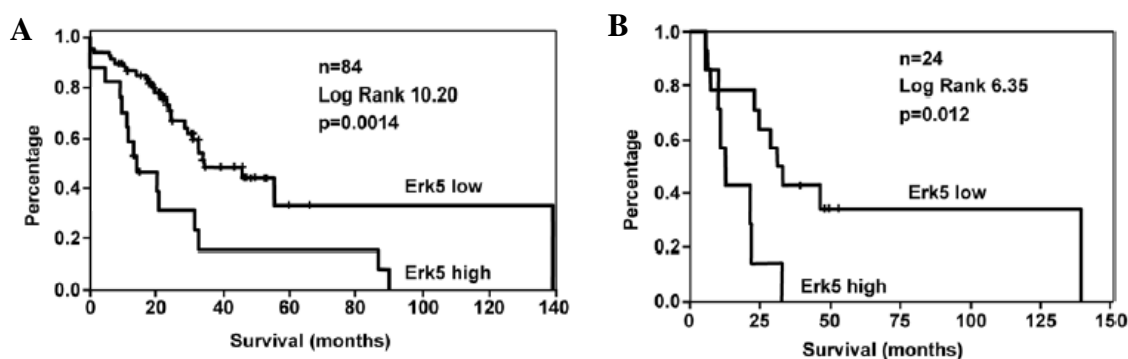 A
Percentage
1.0
0.8
0.6
0.4
0.2
0.0
n=84
Log Rank 10.20
p=0.0014
Erk5 low
Erk5 high
0 20 40 60 80 100 120 140
Survival (months)
B
Percentage
1.0
0.8
0.6
0.4
0.2
0.0
n=24
Log Rank 6.35
p=0.012
Erk5 low
Erk5 high
0 25 50 75 100 125 150
Survival (months)